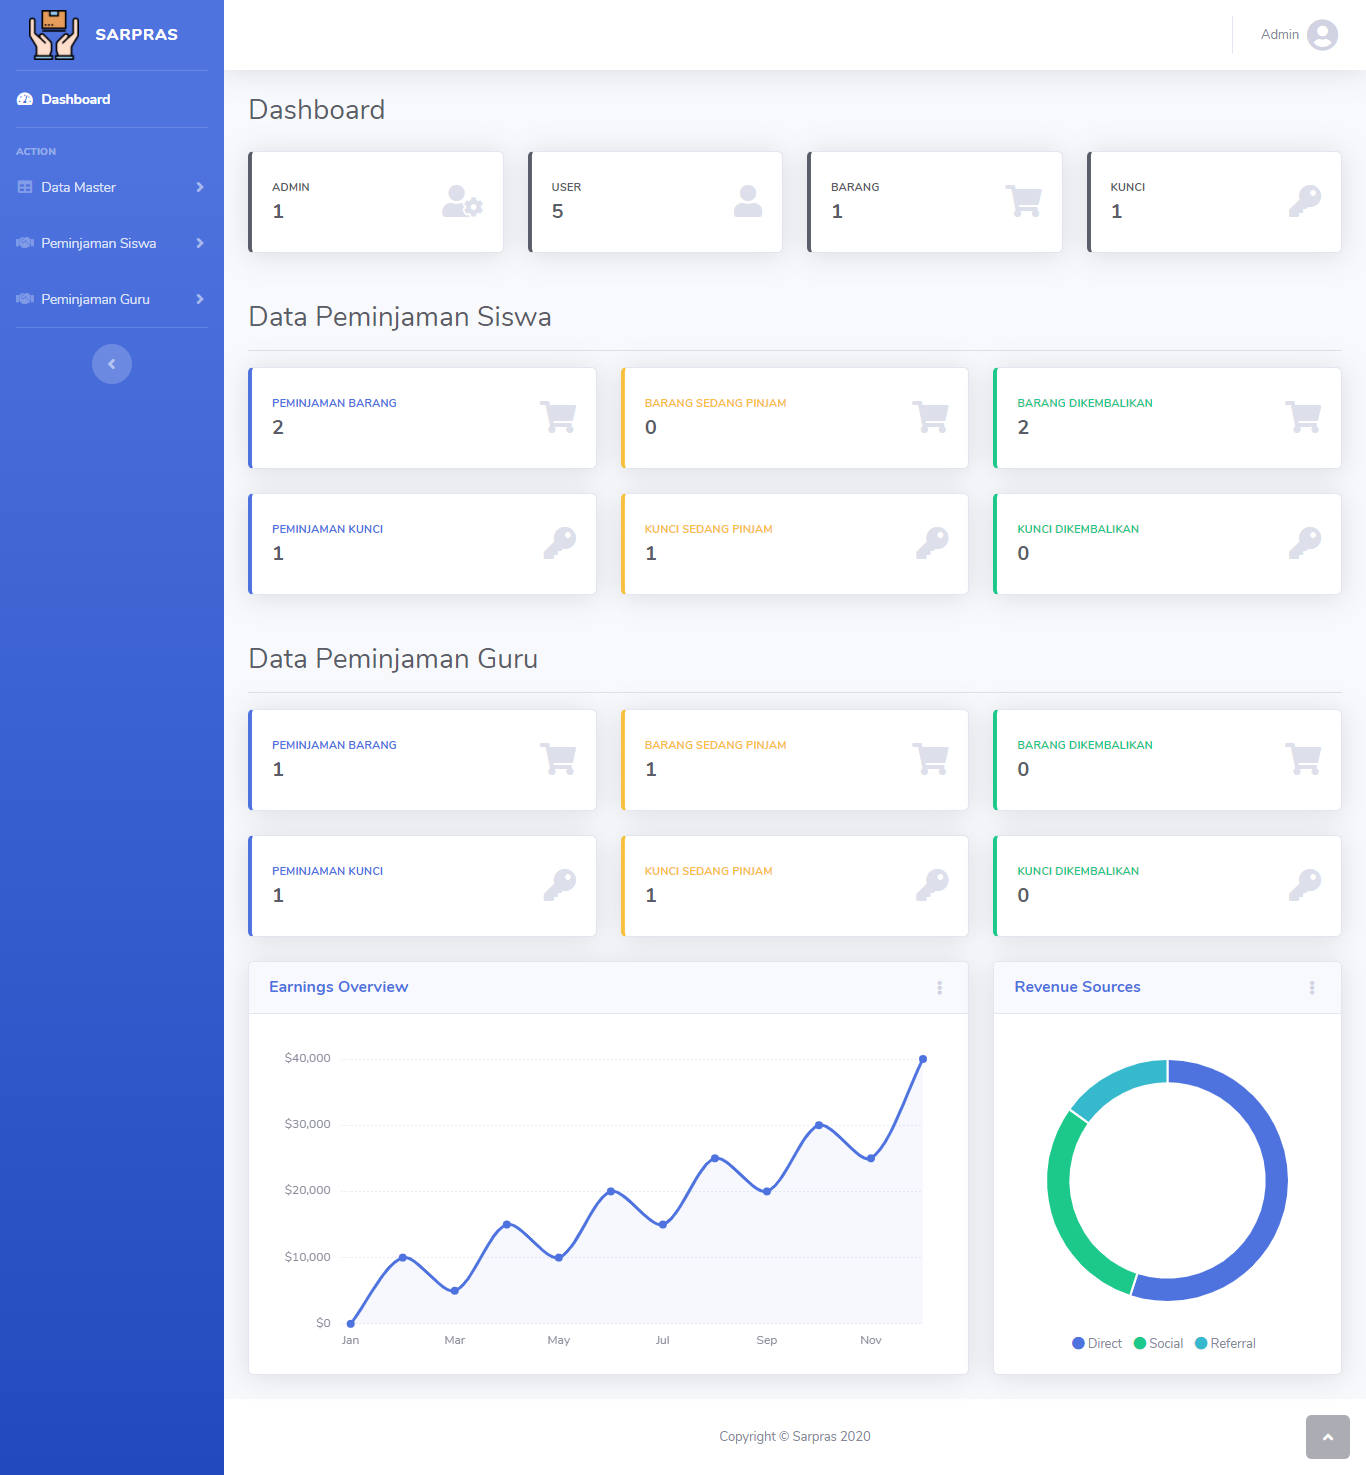 SARPRAS
Admin
Dashboard
ACTION
Data Master
Peminjaman Siswa
Peminjaman Guru
Dashboard
ADMIN
1
USER
5
BARANG
1
KUNCI
1
Data Peminjaman Siswa
PEMINJAMAN BARANG
2
BARANG SEDANG PINJAM
0
BARANG DIKEMBALIKAN
2
PEMINJAMAN KUNCI
1
KUNCI SEDANG PINJAM
1
KUNCI DIKEMBALIKAN
0
Data Peminjaman Guru
PEMINJAMAN BARANG
1
BARANG SEDANG PINJAM
1
BARANG DIKEMBALIKAN
0
PEMINJAMAN KUNCI
1
KUNCI SEDANG PINJAM
1
KUNCI DIKEMBALIKAN
0
Earnings Overview
$40,000
$30,000
$20,000
$10,000
$0
Jan Mar May Jul Sep Nov
Revenue Sources
Direct Social Referral
Copyright © Sarpras 2020